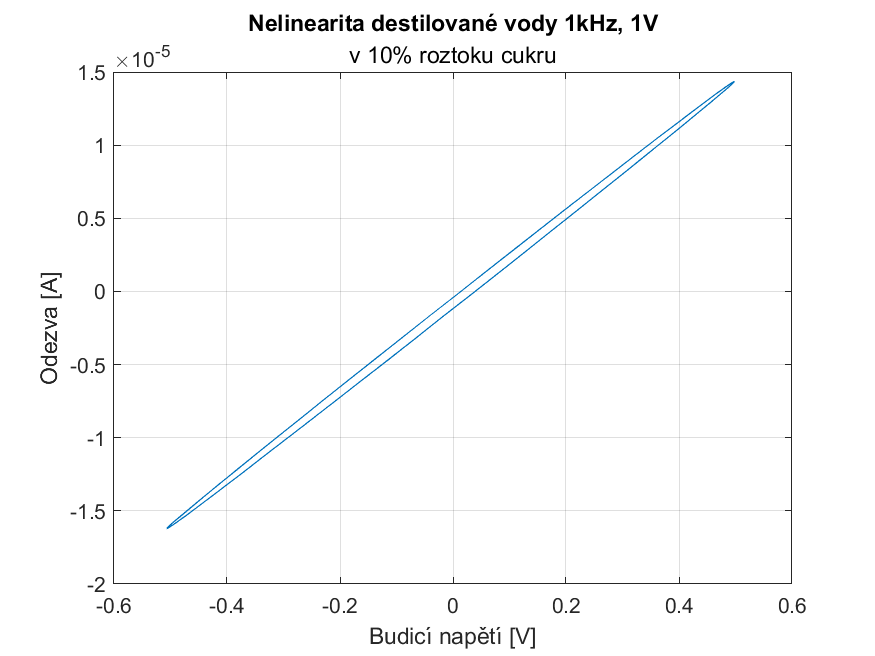 Nelinearita destilované vody 1kHz, 1V
v 10% roztoku cukru
×10-5
1.5
1
0.5
0
-0.5
-1
-1.5
-2
Odezva [A]
-0.6 -0.4 -0.2 0 0.2 0.4 0.6
Budicí napětí [V]